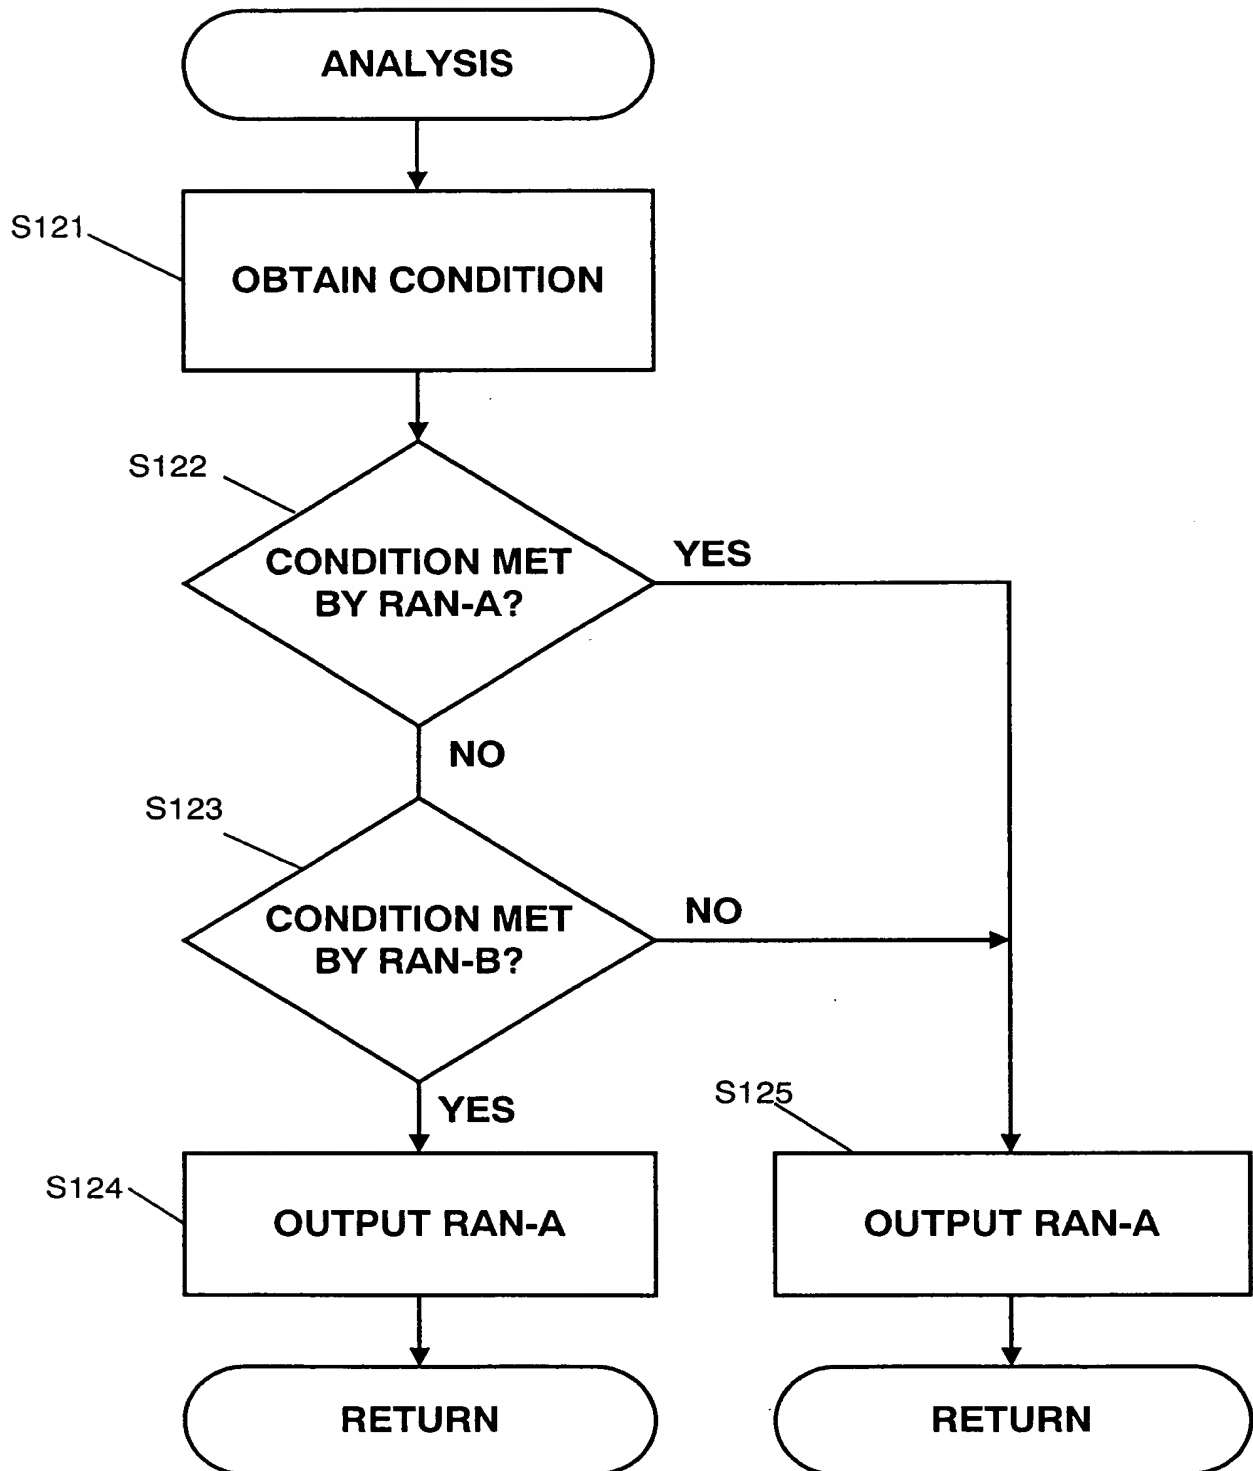 ANALYSIS
S121
OBTAIN CONDITION
S122
CONDITION MET
BY RAN-A?
YES
NO
S123
CONDITION MET
BY RAN-B?
NO
YES
S124
OUTPUT RAN-A
S125
OUTPUT RAN-A
RETURN
RETURN